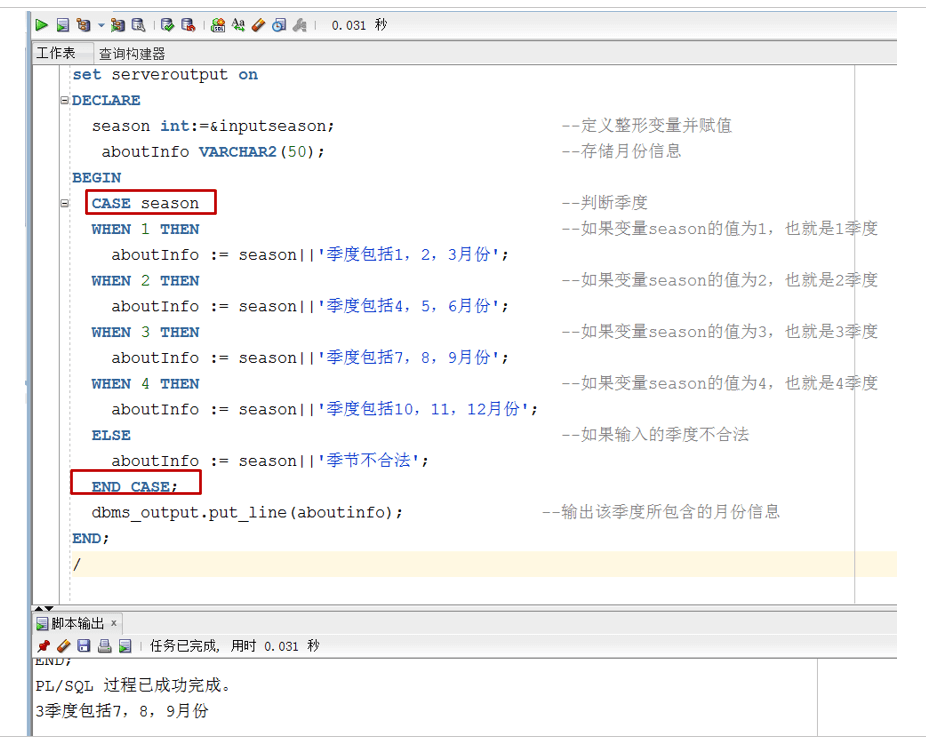 0.031 秒
工作表 查询构建器
set serveroutput on
DECLARE
season int:=&inputseason; --定义整形变量并赋值
aboutInfo VARCHAR2(50); --存储月份信息
BEGIN
CASE season --判断季度
WHEN 1 THEN --如果变量season的值为1，也就是1季度
aboutInfo := season||'季度包括1，2，3月份';
WHEN 2 THEN --如果变量season的值为2，也就是2季度
aboutInfo := season||'季度包括4，5，6月份';
WHEN 3 THEN --如果变量season的值为3，也就是3季度
aboutInfo := season||'季度包括7，8，9月份';
WHEN 4 THEN --如果变量season的值为4，也就是4季度
aboutInfo := season||'季度包括10，11，12月份';
ELSE --如果输入的季度不合法
aboutInfo := season||'季节不合法';
END CASE;
dbms_output.put_line(aboutinfo); --输出该季度所包含的月份信息
END;
/
脚本输出 ×
任务已完成, 用时 0.031 秒
END;
PL/SQL 过程已成功完成。
3季度包括7，8，9月份